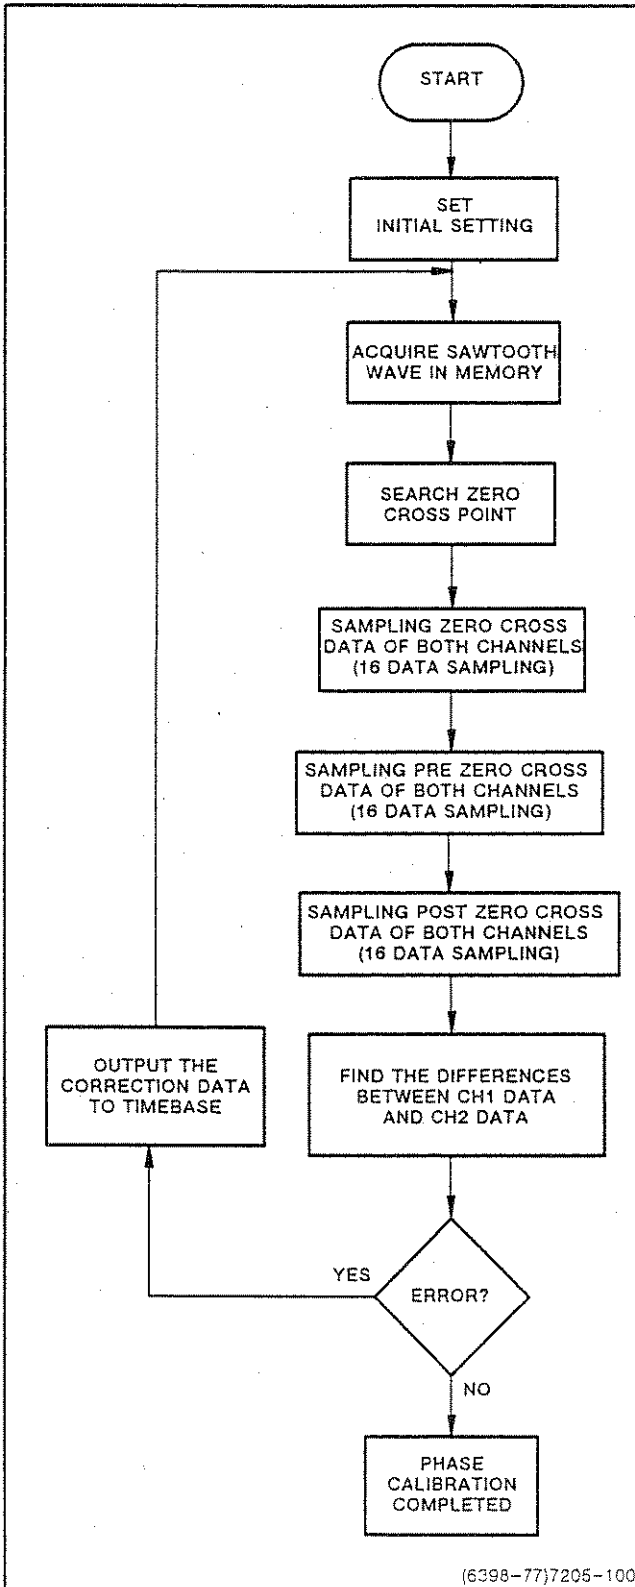 START
SET
INITIAL SETTING
ACQUIRE SAWTOOTH
WAVE IN MEMORY
SEARCH ZERO
CROSS POINT
SAMPLING ZERO CROSS
DATA OF BOTH CHANNELS
(16 DATA SAMPLING)
SAMPLING PRE ZERO CROSS
DATA OF BOTH CHANNELS
(16 DATA SAMPLING)
SAMPLING POST ZERO CROSS
DATA OF BOTH CHANNELS
(16 DATA SAMPLING)
OUTPUT THE
CORRECTION DATA
TO TIMEBASE
FIND THE DIFFERENCES
BETWEEN CH1 DATA
AND CH2 DATA
YES
ERROR?
NO
PHASE
CALIBRATION
COMPLETED
(6398-77)7205-100